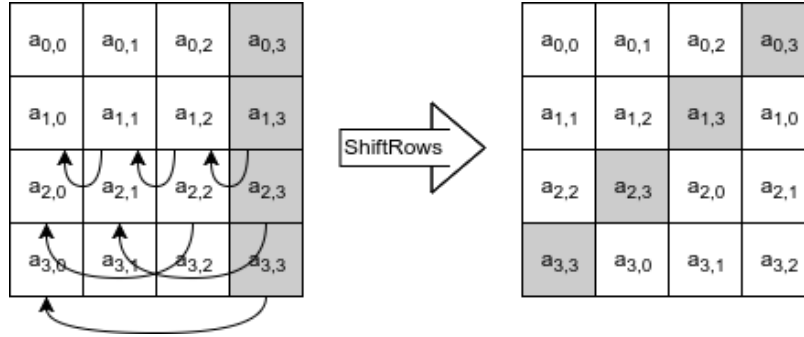 a0,0 a0,1 a0,2 a0,3
a1,0 a1,1 a1,2 a1,3
a2,0 a2,1 a2,2 a2,3
a3,0 a3,1 a3,2 a3,3
ShiftRows
a0,0 a0,1 a0,2 a0,3
a1,1 a1,2 a1,3 a1,0
a2,2 a2,3 a2,0 a2,1
a3,3 a3,0 a3,1 a3,2